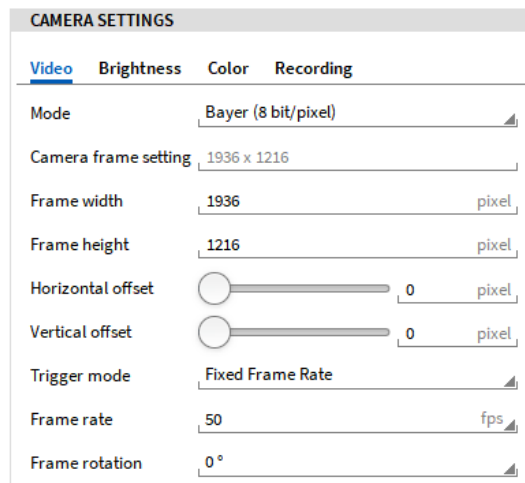 CAMERA SETTINGS
Video Brightness Color Recording
Mode Bayer (8 bit/pixel)
Camera frame setting 1936 x 1216
Frame width 1936 pixel
Frame height 1216 pixel
Horizontal offset 0 pixel
Vertical offset 0 pixel
Trigger mode Fixed Frame Rate
Frame rate 50 fps
Frame rotation 0 °